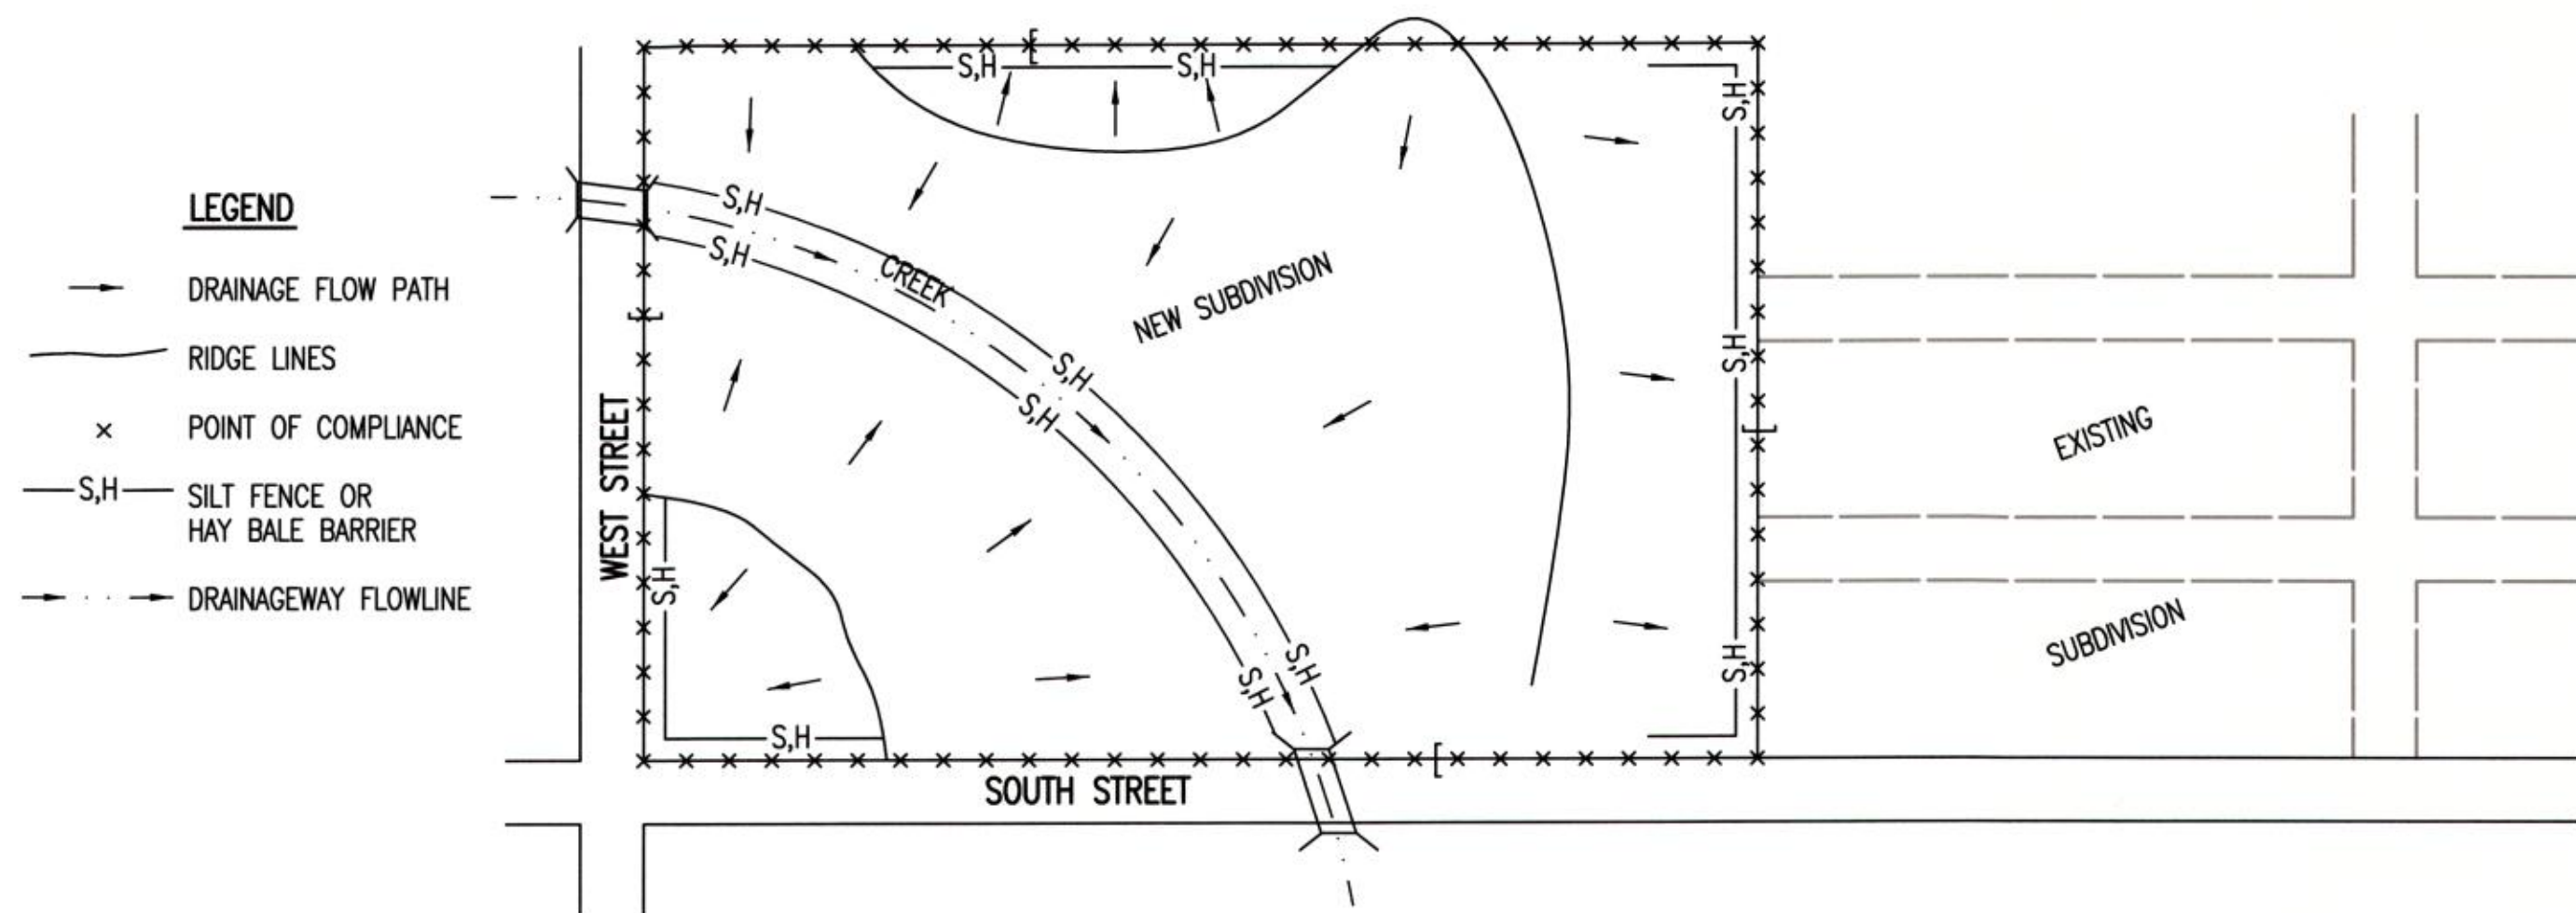 LEGEND
DRAINAGE FLOW PATH
RIDGE LINES
× POINT OF COMPLIANCE
S,H SILT FENCE OR
HAY BALE BARRIER
DRAINAGEWAY FLOWLINE
S,H
S,H
S,H
S,H
S,H
CREEK
NEW SUBDIVISION
S,H
S,H
S,H
WEST STREET
EXISTING
S,H
SUBDIVISION
S,H
S,H
S,H
S,H
SOUTH STREET